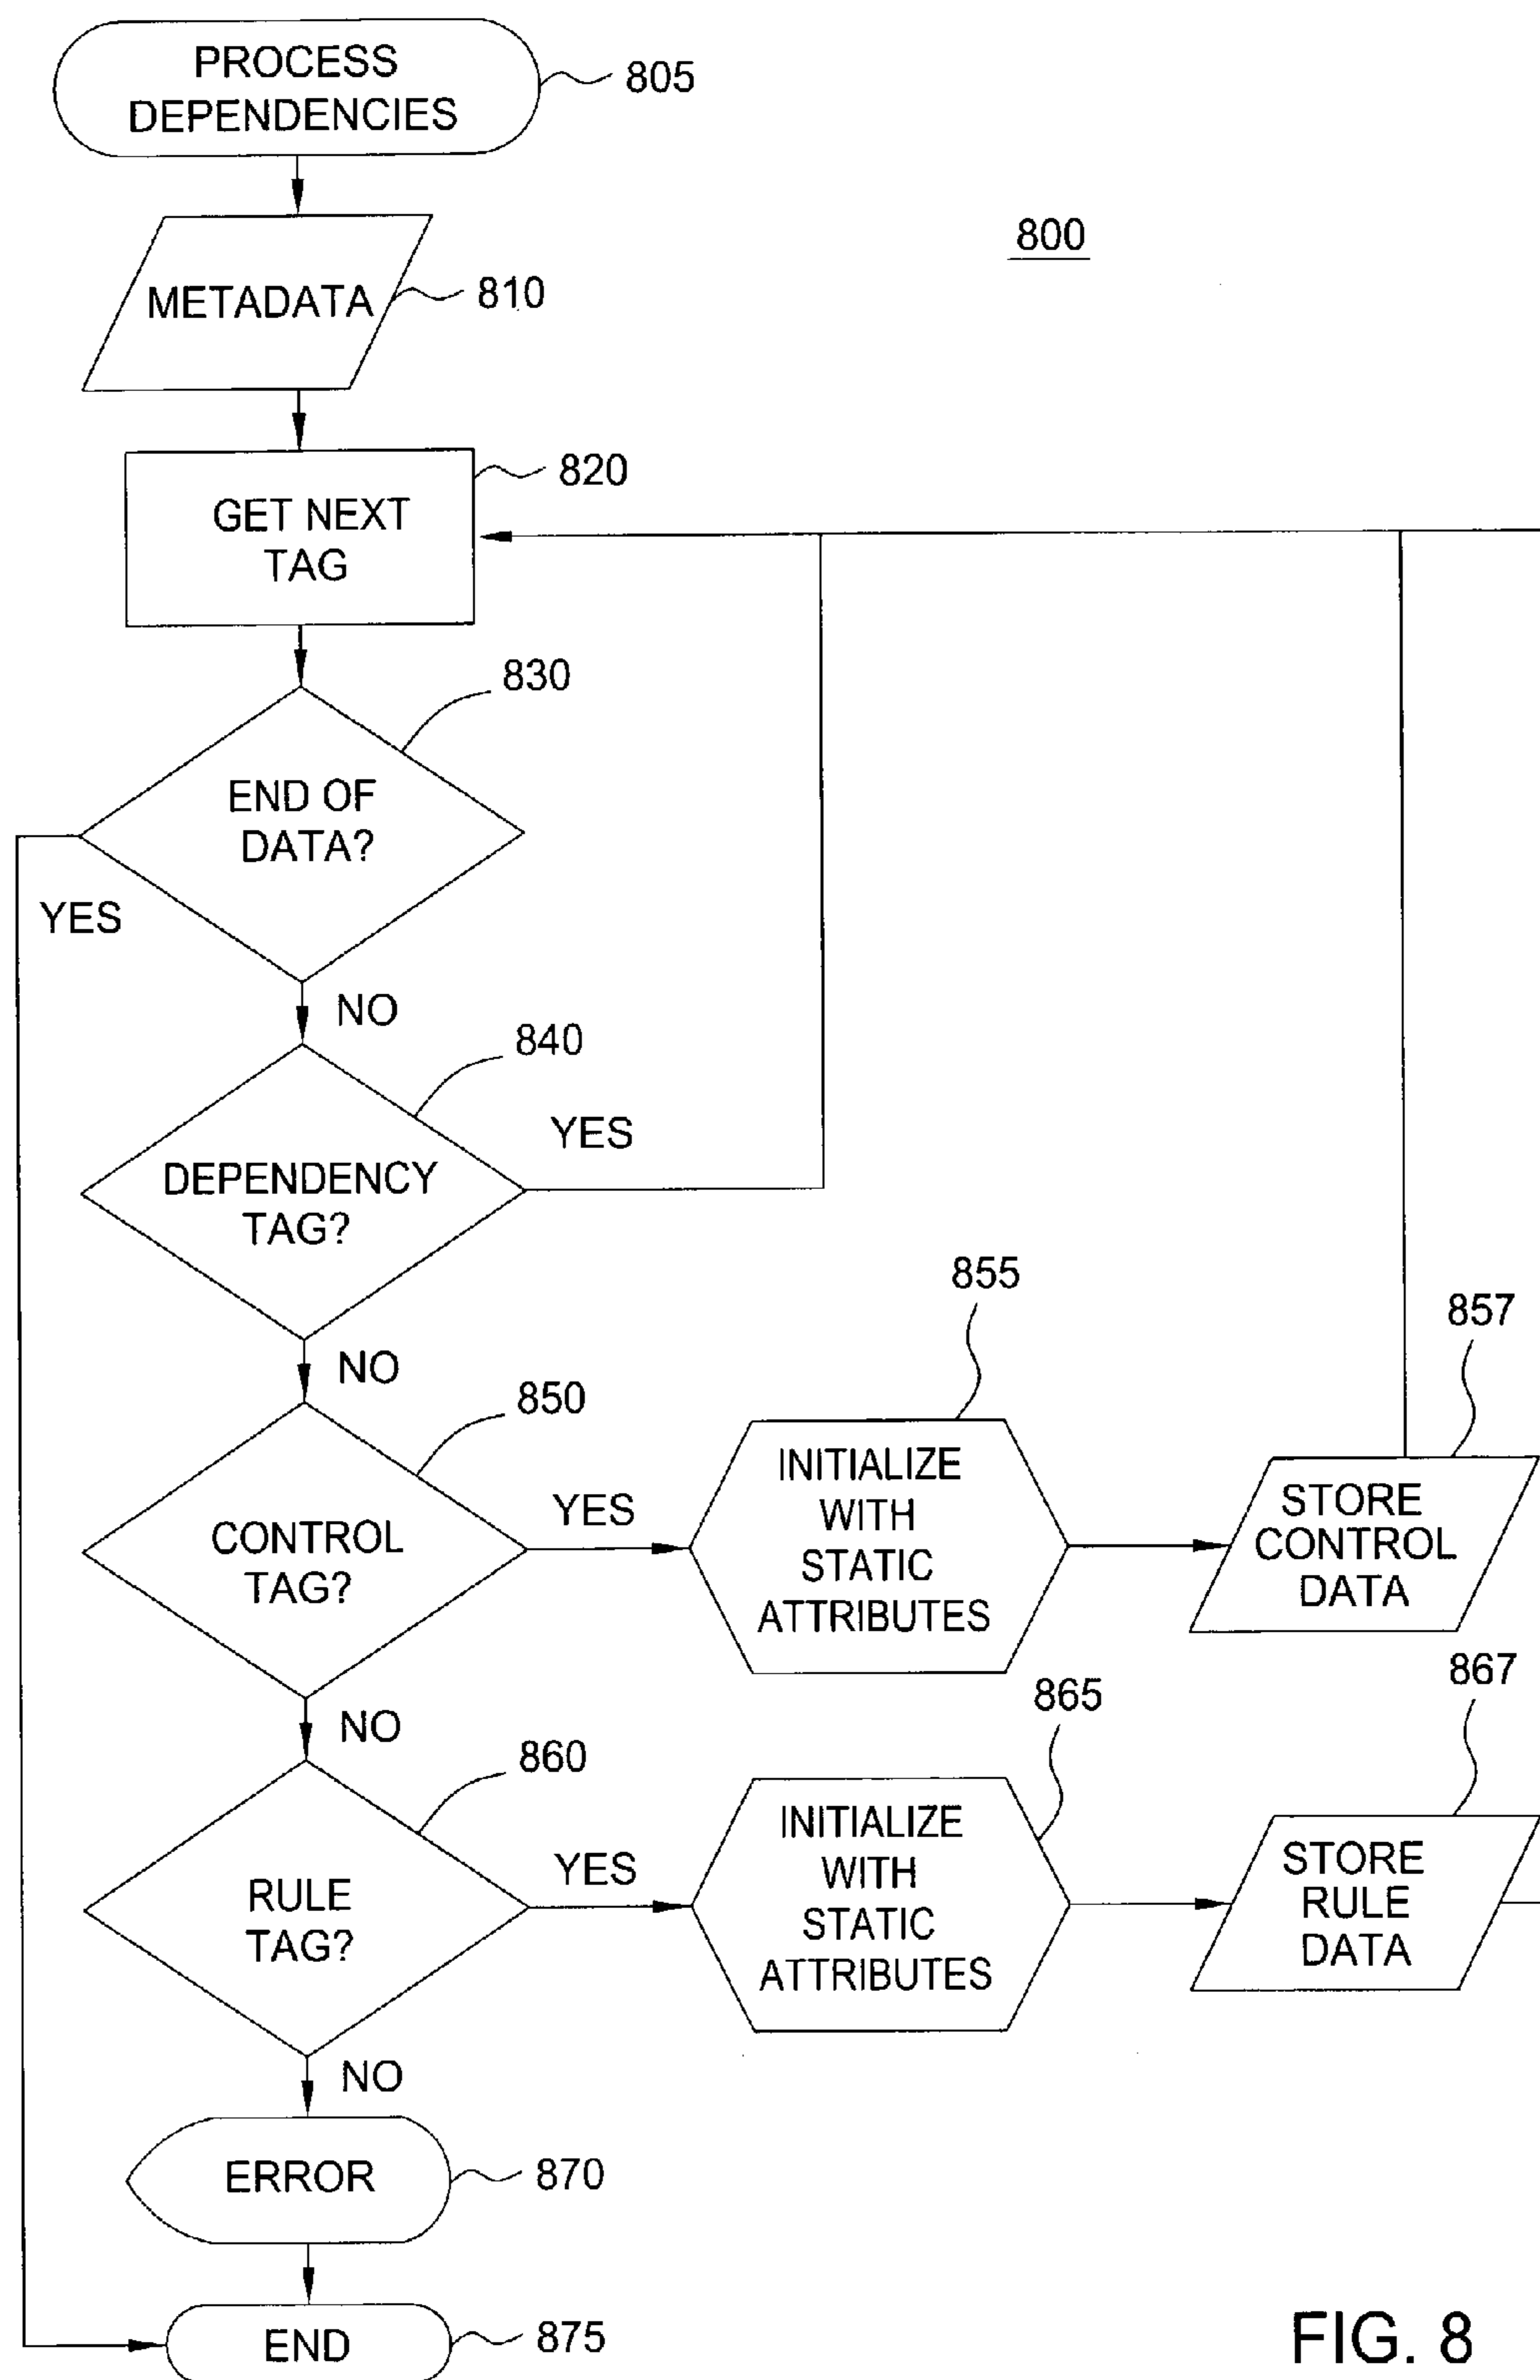 PROCESS
DEPENDENCIES
805
800
METADATA
810
GET NEXT
TAG
820
830
END OF
DATA?
YES
NO
840
DEPENDENCY
TAG?
YES
NO
850
CONTROL
TAG?
YES
855
INITIALIZE
WITH
STATIC
ATTRIBUTES
857
STORE
CONTROL
DATA
NO
860
RULE
TAG?
YES
865
INITIALIZE
WITH
STATIC
ATTRIBUTES
867
STORE
RULE
DATA
NO
ERROR
870
END
875
FIG. 8